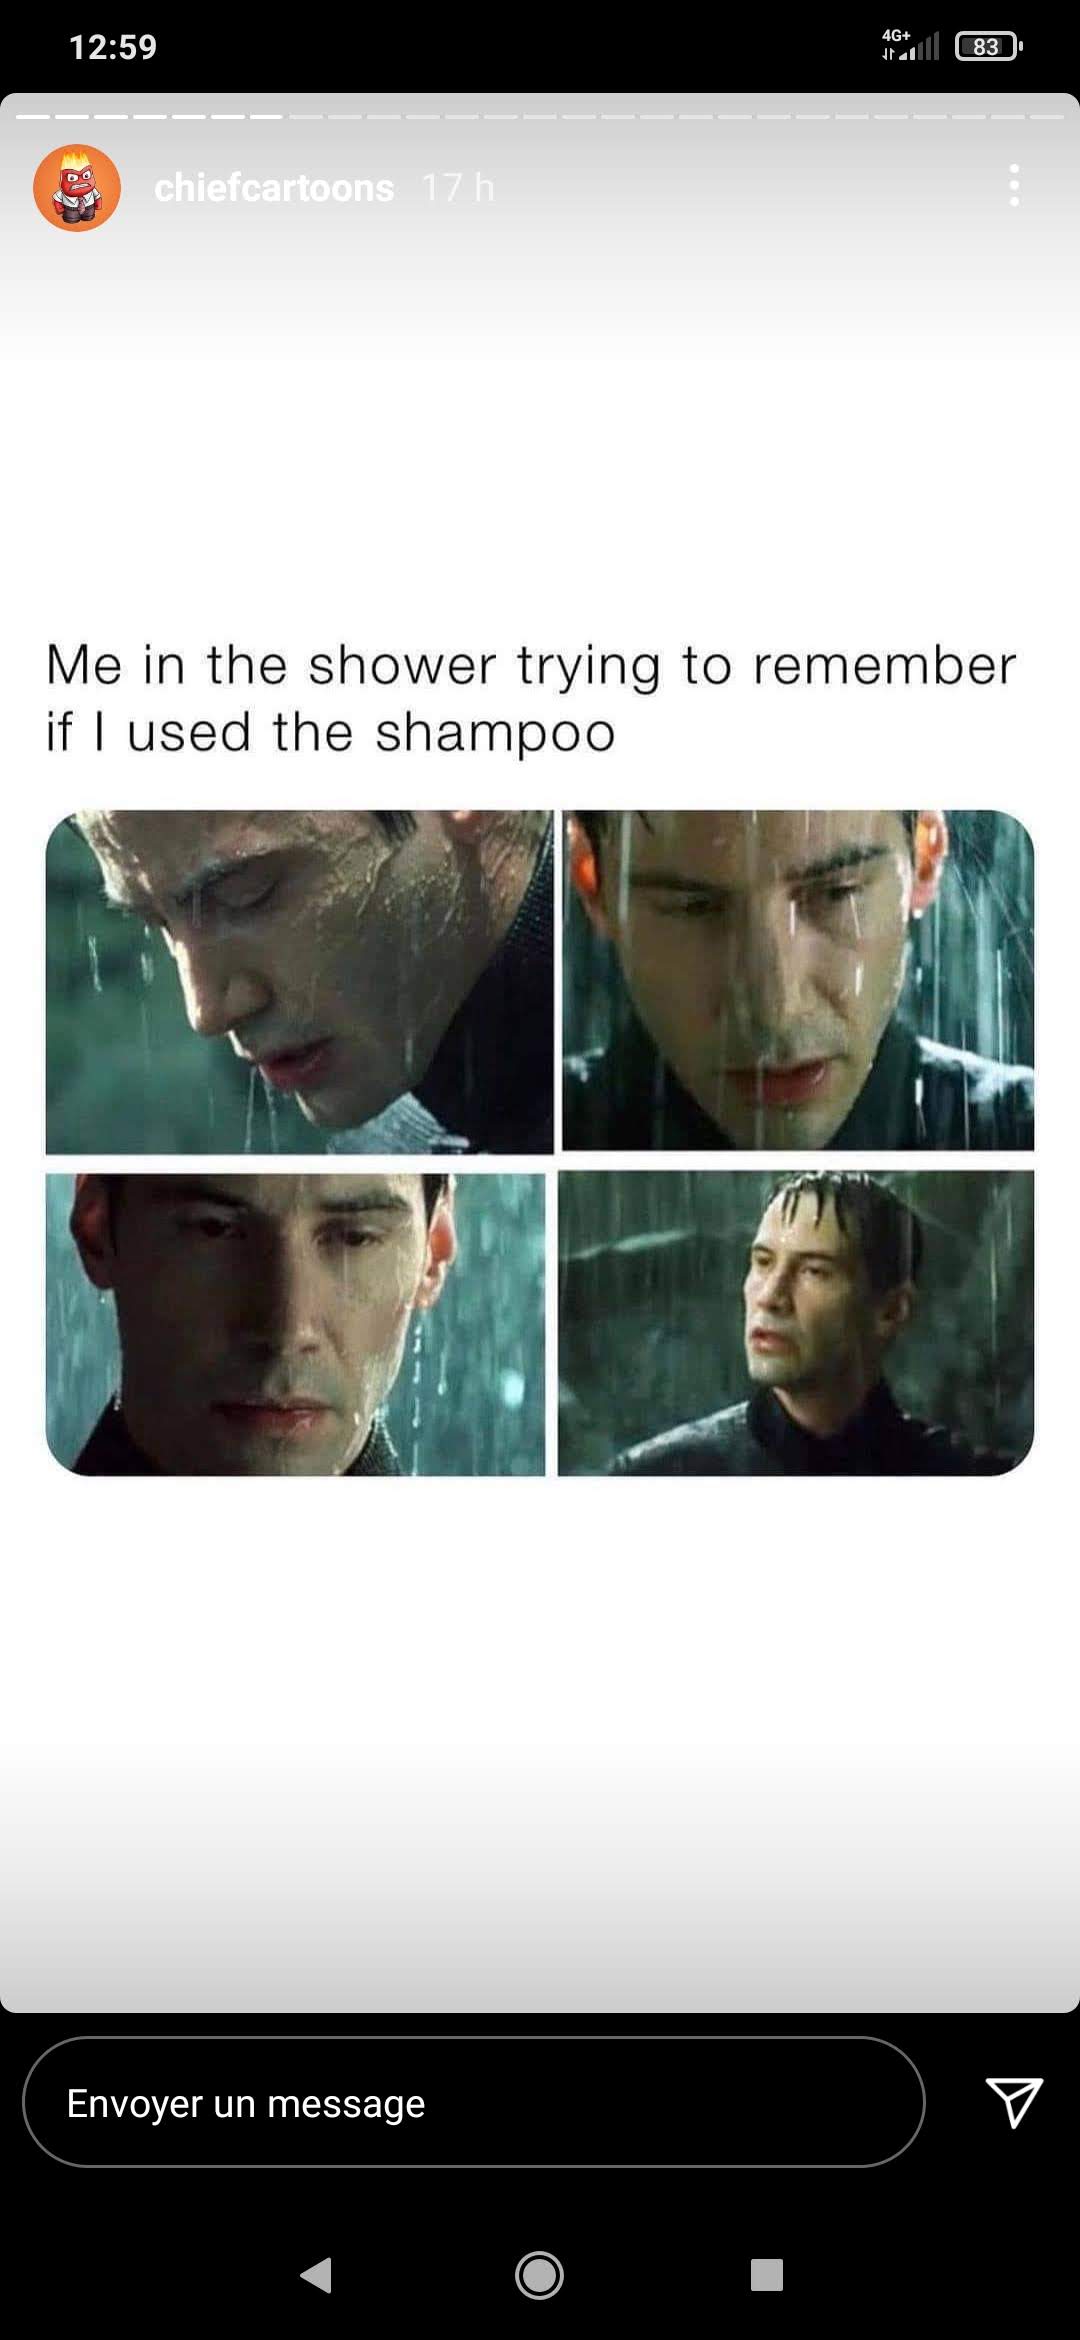 12:59
4G+
83
chiefcartoons 17 h
Me in the shower trying to remember
if I used the shampoo
Envoyer un message